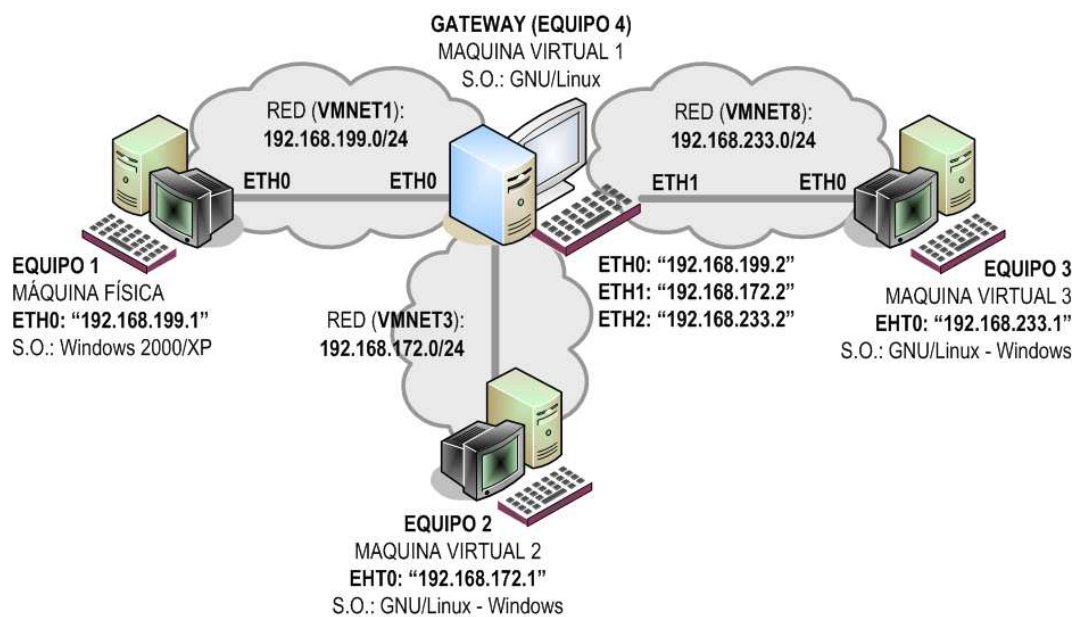 GATEWAY (EQUIPO 4)
MAQUINA VIRTUAL 1
S.O.: GNU/Linux
RED (VMNET1):
192.168.199.0/24
RED (VMNET8):
192.168.233.0/24
ETH0
ETH0
ETH1
ETH0
EQUIPO 1
MÁQUINA FÍSICA
ETH0: “192.168.199.1”
S.O.: Windows 2000/XP
ETH0: “192.168.199.2”
ETH1: “192.168.172.2”
ETH2: “192.168.233.2”
EQUIPO 3
MAQUINA VIRTUAL 3
EHT0: “192.168.233.1”
S.O.: GNU/Linux - Windows
RED (VMNET3):
192.168.172.0/24
EQUIPO 2
MAQUINA VIRTUAL 2
EHT0: “192.168.172.1”
S.O.: GNU/Linux - Windows